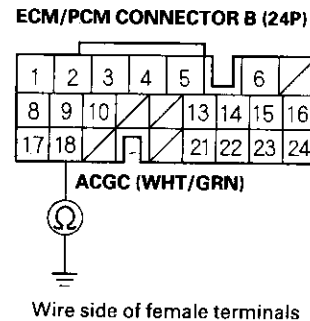 ECM/PCM CONNECTOR B (24P)
1 2 3 4 5 6
8 9 10 13 14 15 16
17 18 21 22 23 24
ACGC (WHT/GRN)
Ω
Wire side of female terminals